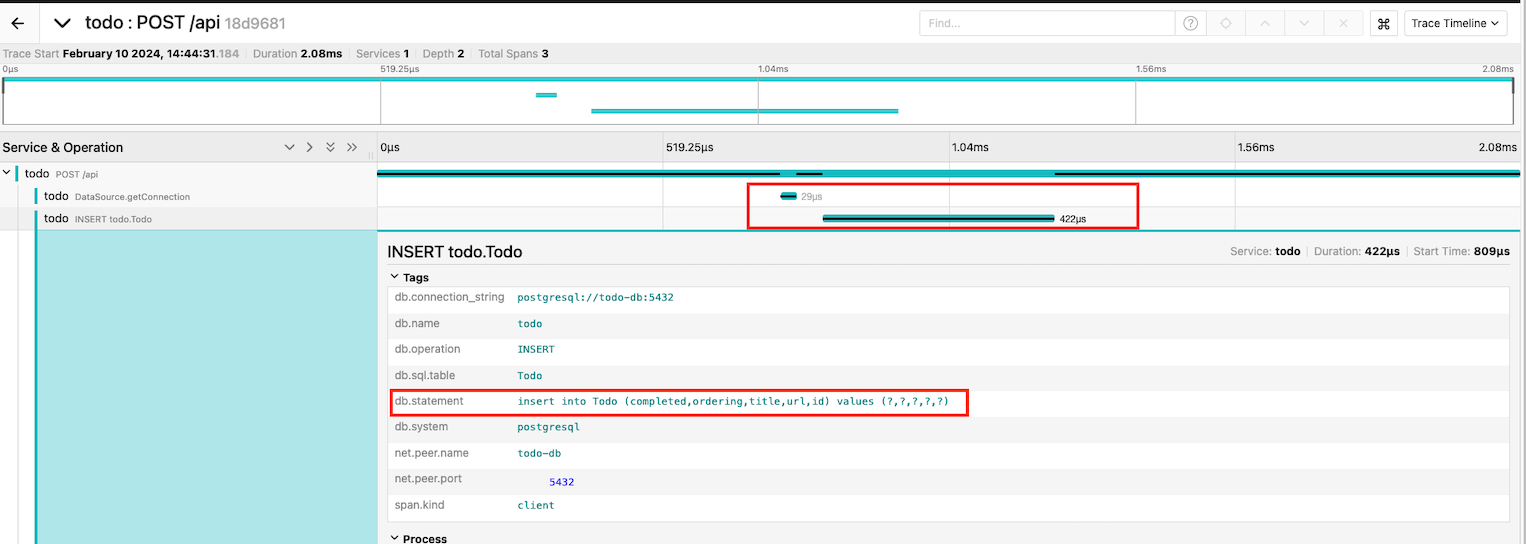 todo : POST /api 18d9681
Find...
Trace Timeline
Trace Start February 10 2024, 14:44:31.184 Duration 2.08ms Services 1 Depth 2 Total Spans 3
0μs 519.25μs 1.04ms 1.56ms 2.08ms
Service & Operation 0μs 519.25μs 1.04ms 1.56ms 2.08ms
todo POST /api
todo DataSource.getConnection 29μs
todo INSERT todo.Todo 422μs
INSERT todo.Todo Service: todo Duration: 422μs Start Time: 809μs
Tags
db.connection_string postgresql://todo-db:5432
db.name todo
db.operation INSERT
db.sql.table Todo
db.statement insert into Todo (completed,ordering,title,url,id) values (?,?,?,?,?)
db.system postgresql
net.peer.name todo-db
net.peer.port 5432
span.kind client
Process